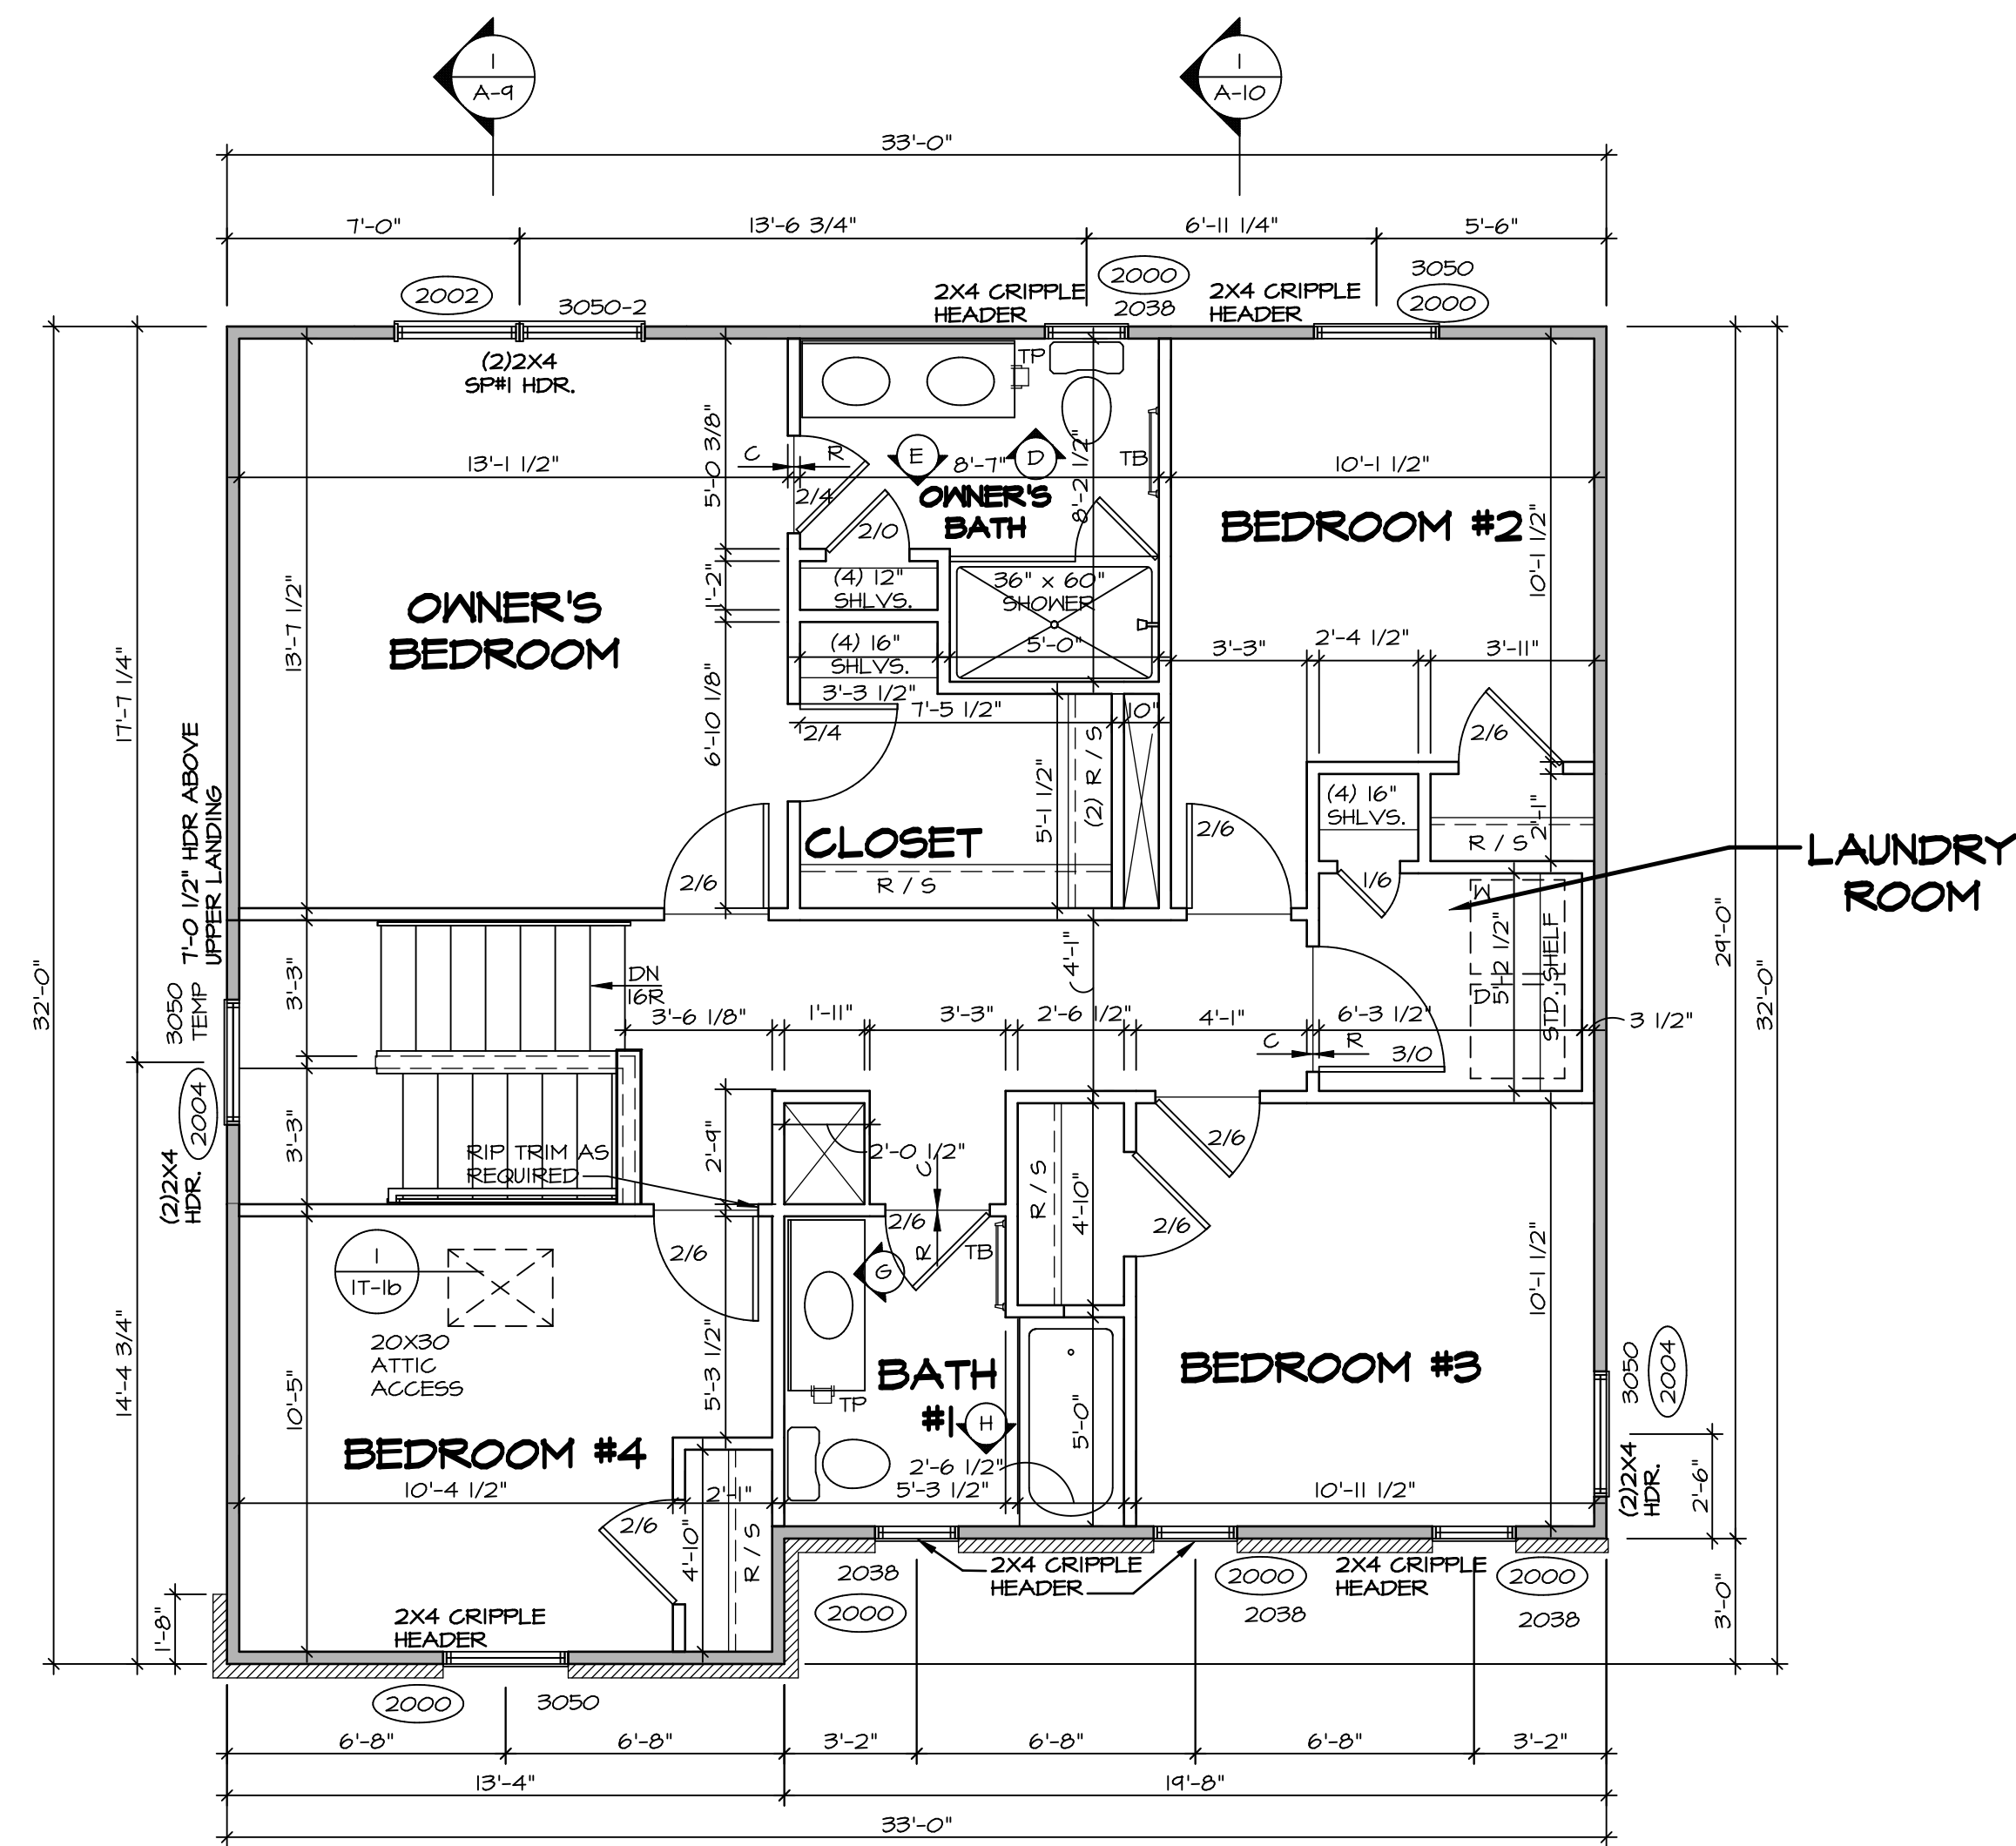 1
A-9
1
A-10
33'-0"
7'-0"
13'-6 3/4"
6'-11 1/4"
5'-6"
2002
3050-2
2X4 CRIPPLE
HEADER
2000
2038
2X4 CRIPPLE
HEADER
3050
2000
(2)2X4
SP#1 HDR.
TP
5'-0 3/8"
C
R
E
8'-7"
D
8'-2 1/2"
TB
13'-1 1/2"
10'-1 1/2"
2/4
OWNER'S
BATH
2/0
BEDROOM #2
10'-1 1/2"
1'-2"
(4) 12"
SHLVS.
36" x 60"
SHOWER
OWNER'S
BEDROOM
13'-7 1/2"
(4) 16"
SHLVS.
5'-0"
3'-3"
2'-4 1/2"
3'-11"
3'-3 1/2"
7'-5 1/2"
10"
17'-7 1/4"
6'-10 1/8"
2/4
2/6
7'-0 1/2" HDR ABOVE
UPPER LANDING
5'-1 1/2"
(2) R / S
(4) 16"
SHLVS.
2'-1"
CLOSET
2/6
R / S
LAUNDRY
ROOM
2/6
R / S
1/6
W
32'-0"
3050
TEMP
3'-3"
DN
16R
4'-1"
5'-2 1/2"
STD. SHELF
D
29'-0"
32'-0"
3'-6 1/8"
1'-11"
3'-3"
2'-6 1/2"
4'-1"
6'-3 1/2"
3 1/2"
C
R
3/0
2004
3'-3"
(2)2X4
HDR.
RIP TRIM AS
REQUIRED
2'-9"
2'-0 1/2"
C
R / S
4'-10"
2/6
2/6
2/6
R
TB
2/6
G
1
1T-1b
10'-1 1/2"
20X30
ATTIC
ACCESS
14'-4 3/4"
10'-5"
5'-3 1/2"
BATH
#1
TP
H
5'-0"
BEDROOM #3
3050
2004
BEDROOM #4
2'-6 1/2"
(2)2X4
HDR.
2'-6"
10'-4 1/2"
2'-1"
5'-3 1/2"
10'-11 1/2"
2/6
4'-10"
R / S
2038
2000
2X4 CRIPPLE
HEADER
2000
2038
2X4 CRIPPLE
HEADER
2000
2038
3'-0"
1'-8"
2X4 CRIPPLE
HEADER
2000
3050
6'-8"
6'-8"
3'-2"
6'-8"
6'-8"
3'-2"
13'-4"
19'-8"
33'-0"